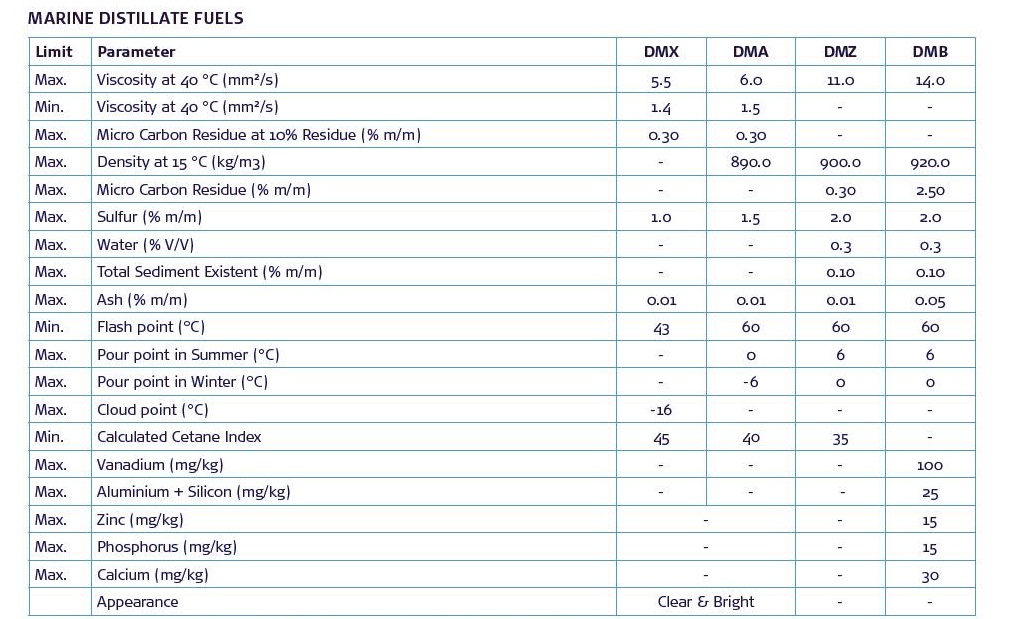 MARINE DISTILLATE FUELS
Limit Parameter DMX DMA DMZ DMB
Max. Viscosity at 40 °C (mm²/s) 5.5 6.0 11.0 14.0
Min. Viscosity at 40 °C (mm²/s) 1.4 1.5 - -
Max. Micro Carbon Residue at 10% Residue (% m/m) 0.30 0.30 - -
Max. Density at 15 °C (kg/m3) - 890.0 900.0 920.0
Max. Micro Carbon Residue (% m/m) - - 0.30 2.50
Max. Sulfur (% m/m) 1.0 1.5 2.0 2.0
Max. Water (% V/V) - - 0.3 0.3
Max. Total Sediment Existent (% m/m) - - 0.10 0.10
Max. Ash (% m/m) 0.01 0.01 0.01 0.05
Min. Flash point (°C) 43 60 60 60
Max. Pour point in Summer (°C) - 0 6 6
Max. Pour point in Winter (°C) - -6 0 0
Max. Cloud point (°C) -16 - - -
Min. Calculated Cetane Index 45 40 35 -
Max. Vanadium (mg/kg) - - - 100
Max. Aluminium + Silicon (mg/kg) - - - 25
Max. Zinc (mg/kg) - - 15
Max. Phosphorus (mg/kg) - - 15
Max. Calcium (mg/kg) - - 30
Appearance Clear & Bright - -